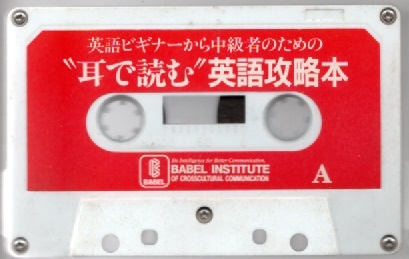 英語ビギナーから中級者のための
“耳で読む”英語攻略本
Do Intelligence for Better Communication.
BABEL INSTITUTE
OF CROSSCULTURAL COMMUNICATION
BABEL
A